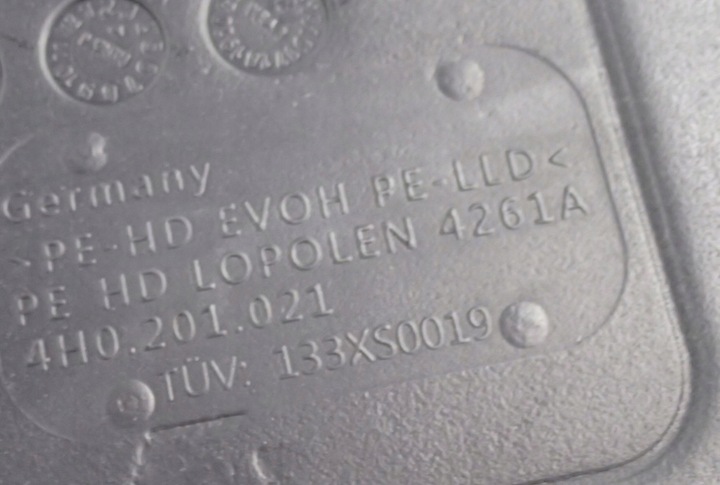 Germany
>PE-HD EVOH PE-LLD<
PE HD LOPOLEN 4261A
4H0.201.021
TÜV: 133XS0019